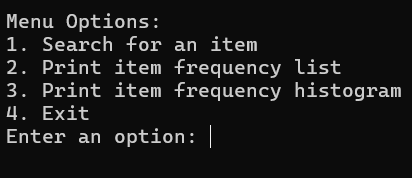 Menu Options:
1. Search for an item
2. Print item frequency list
3. Print item frequency histogram
4. Exit
Enter an option: